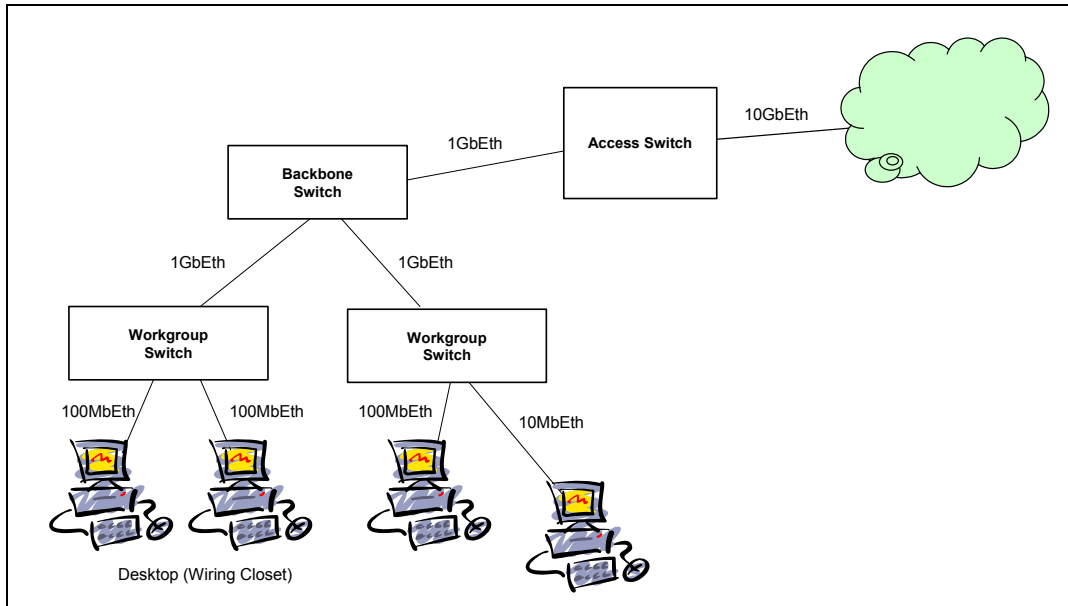 10GbEth
1GbEth
Access Switch
Backbone
Switch
1GbEth
1GbEth
Workgroup
Switch
Workgroup
Switch
100MbEth
100MbEth
100MbEth
10MbEth
Desktop (Wiring Closet)